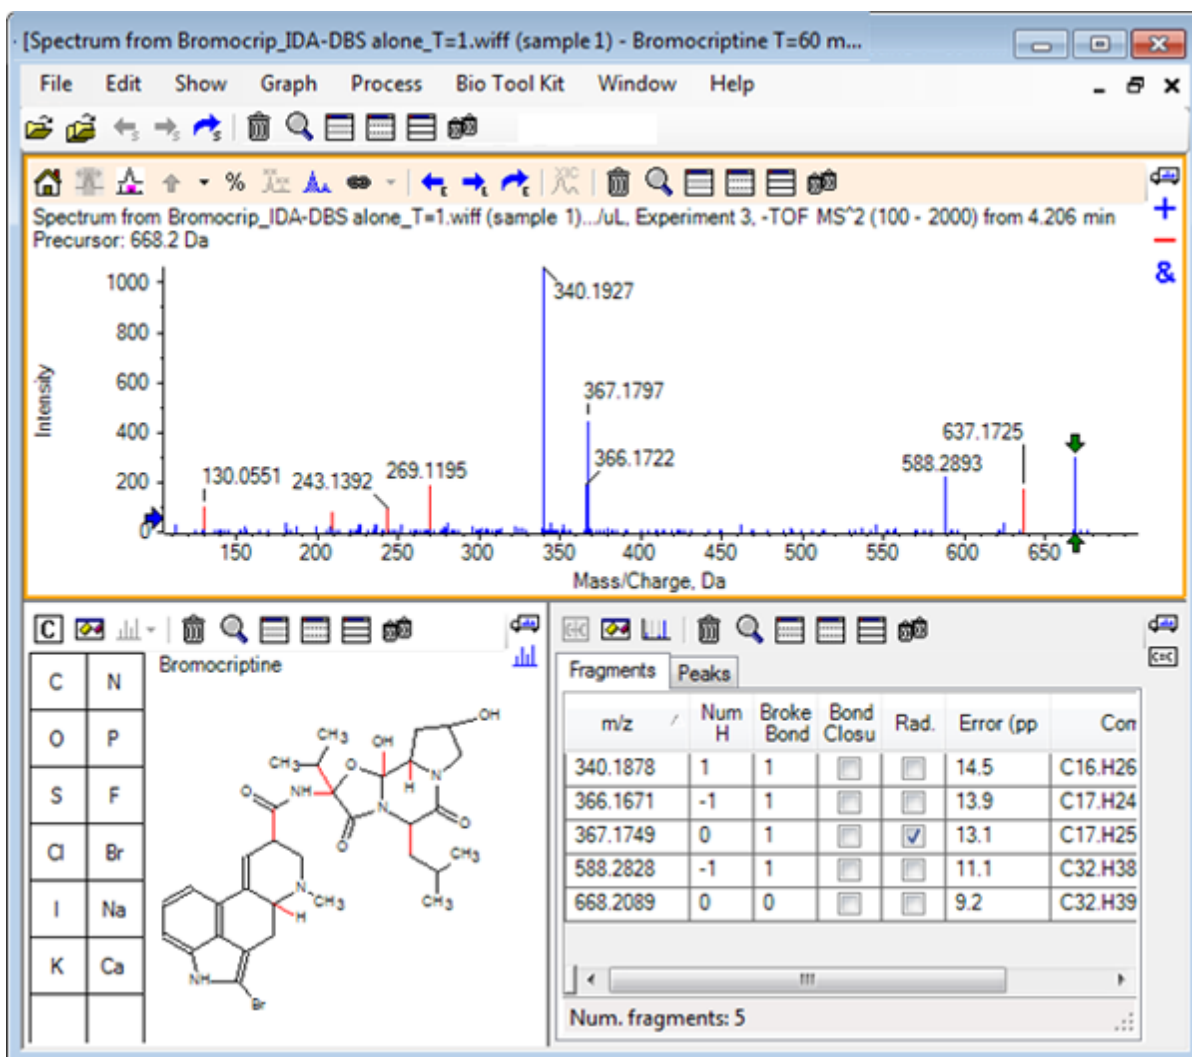 [Spectrum from Bromocrip_IDA-DBS alone_T=1.wiff (sample 1) - Bromocriptine T=60 m...
File Edit Show Graph Process Bio Tool Kit Window Help
%
Spectrum from Bromocrip_IDA-DBS alone_T=1.wiff (sample 1).../uL, Experiment 3, -TOF MS^2 (100 - 2000) from 4.206 min
Precursor: 668.2 Da
+
&
Intensity
1000
800
600
400
200
0
340.1927
367.1797
366.1722
637.1725
588.2893
130.0551
243.1392
269.1195
150 200 250 300 350 400 450 500 550 600 650
Mass/Charge, Da
C N
O P
S F
Cl Br
I Na
K Ca
Bromocriptine
OH
CH3
OH
CH3
O
H
N
O
NH
N
O
O
CH3
N
CH3
CH3
H
NH
Br
Fragments Peaks
m/z Num H Broke Bond Bond Closu Rad. Error (pp Con
340.1878 1 1 14.5 C16.H26
366.1671 -1 1 13.9 C17.H24
367.1749 0 1 13.1 C17.H25
588.2828 -1 1 11.1 C32.H38
668.2089 0 0 9.2 C32.H39
Num. fragments: 5